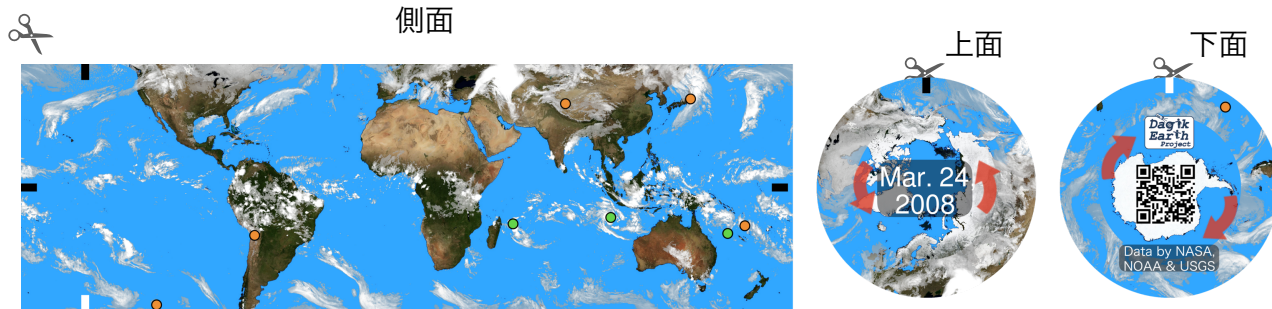 側面
上面
下面
Mar. 24
2008
Dagik
Earth
Project
Data by NASA,
NOAA & USGS